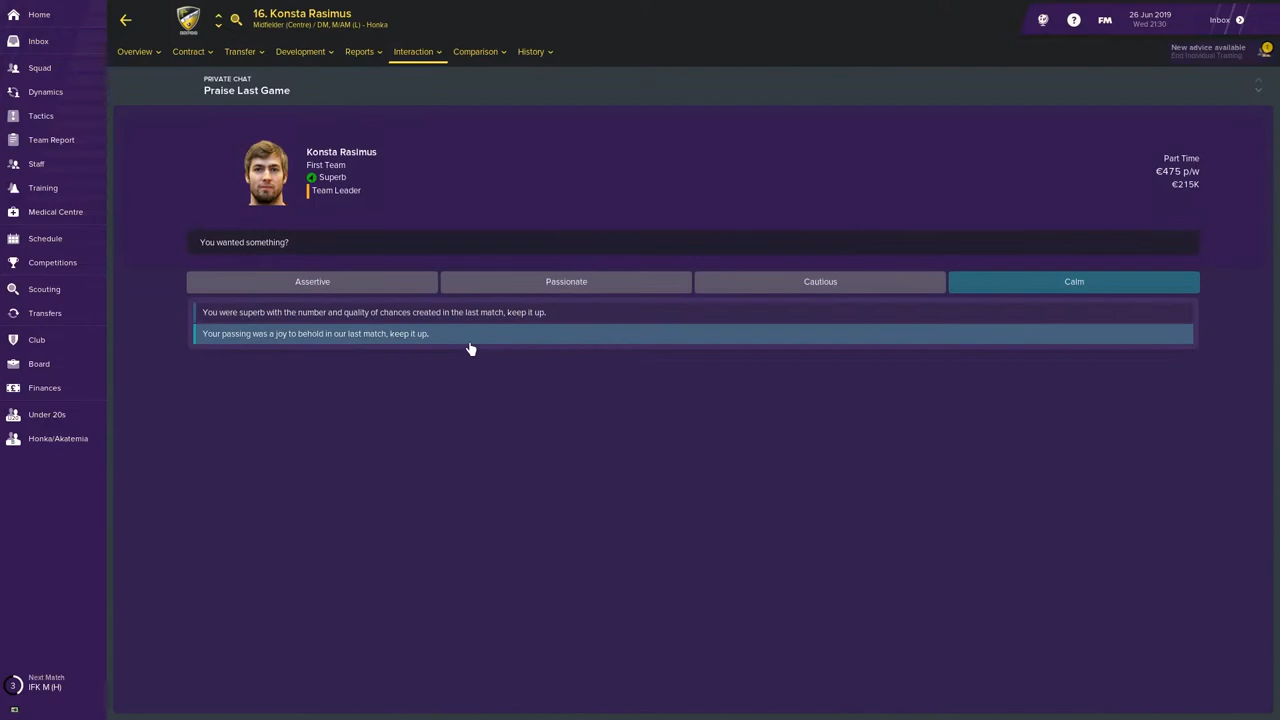 Home
Inbox
Squad
Dynamics
Tactics
Team Report
Staff
Training
Medical Centre
Schedule
Competitions
Scouting
Transfers
Club
Board
Finances
Under 20s
Honka/Akatemia
Next Match
3
IFK M (H)
16. Konsta Rasimus
Midfielder (Centre) / DM, M/AM (L) - Honka
FM
26 Jun 2019
Wed 21:30
Inbox
Overview
Contract
Transfer
Development
Reports
Interaction
Comparison
History
New advice available
End Individual Training
PRIVATE CHAT
Praise Last Game
Konsta Rasimus
First Team
Superb
Team Leader
Part Time
€475 p/w
€215K
You wanted something?
Assertive
Passionate
Cautious
Calm
You were superb with the number and quality of chances created in the last match, keep it up.
Your passing was a joy to behold in our last match, keep it up.